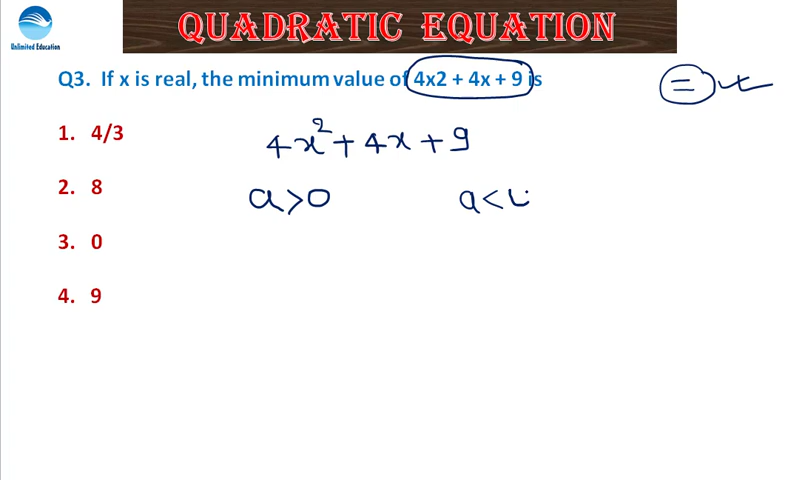 QUADRATIC EQUATION
Unlimited Education
Q3. If x is real, the minimum value of 4x2 + 4x + 9 is
=
1. 4/3
4x² + 4x + 9
2. 8
a > 0 a <
3. 0
4. 9